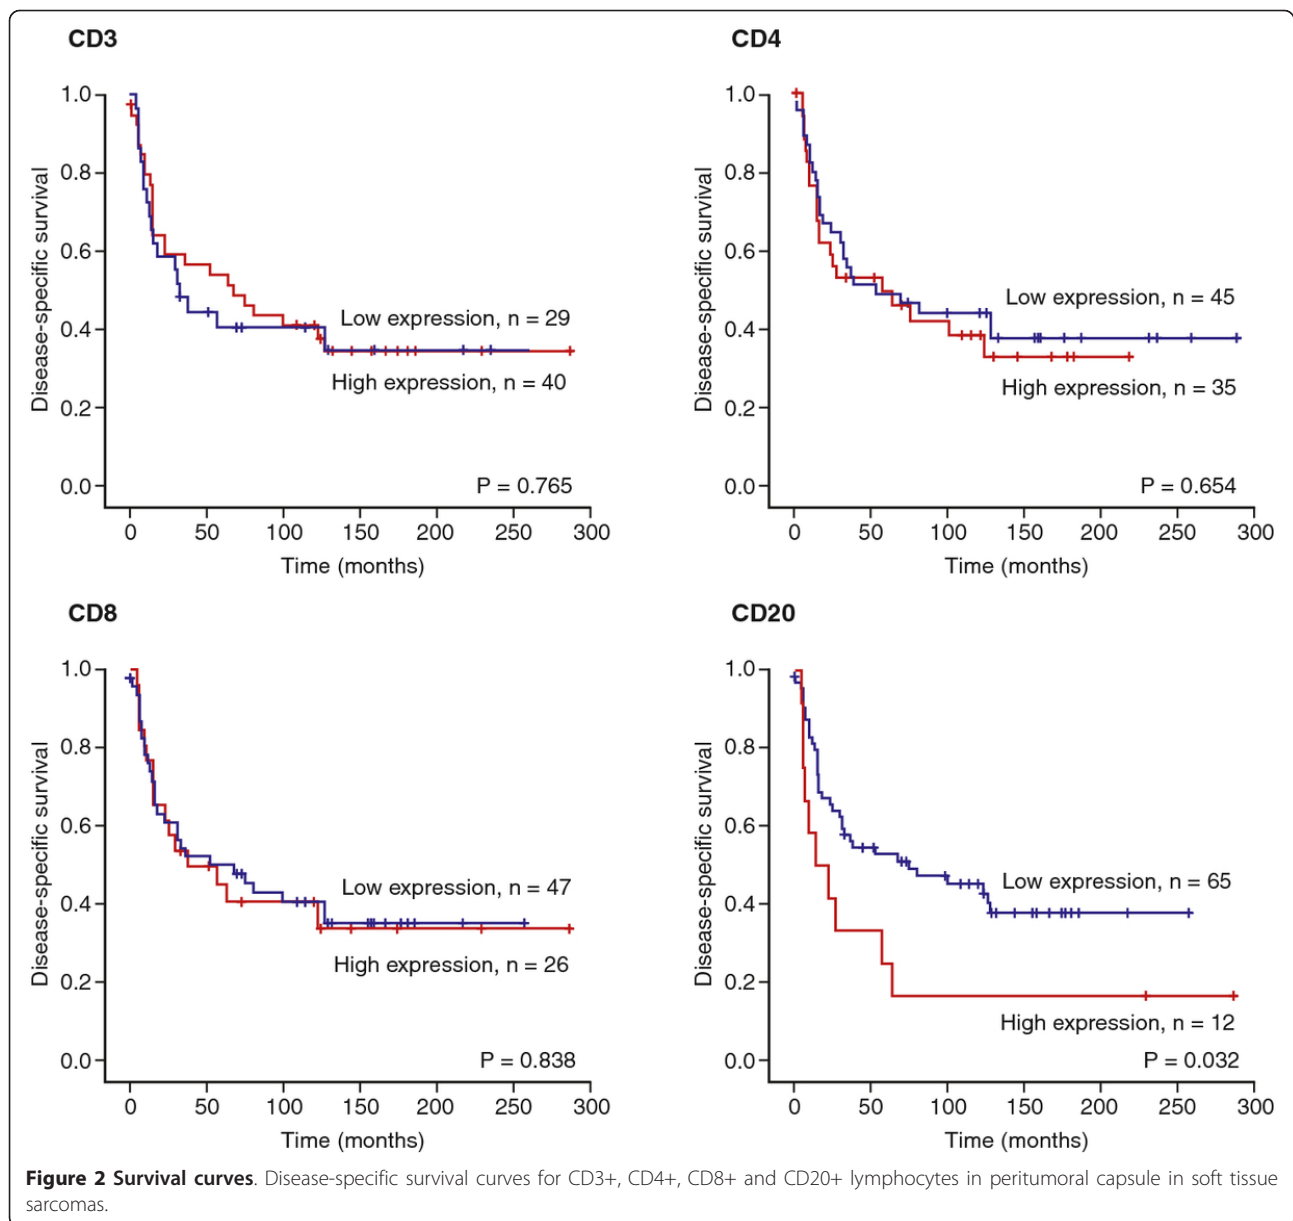 CD3
1.0
0.8
0.6
0.4
0.2
0.0
Disease-specific survival
Low expression, n = 29
High expression, n = 40
P = 0.765
0 50 100 150 200 250 300
Time (months)
CD4
1.0
0.8
0.6
0.4
0.2
0.0
Disease-specific survival
Low expression, n = 45
High expression, n = 35
P = 0.654
0 50 100 150 200 250 300
Time (months)
CD8
1.0
0.8
0.6
0.4
0.2
0.0
Disease-specific survival
Low expression, n = 47
High expression, n = 26
P = 0.838
0 50 100 150 200 250 300
Time (months)
CD20
1.0
0.8
0.6
0.4
0.2
0.0
Disease-specific survival
Low expression, n = 65
High expression, n = 12
P = 0.032
0 50 100 150 200 250 300
Time (months)
Figure 2 Survival curves. Disease-specific survival curves for CD3+, CD4+, CD8+ and CD20+ lymphocytes in peritumoral capsule in soft tissue
sarcomas.